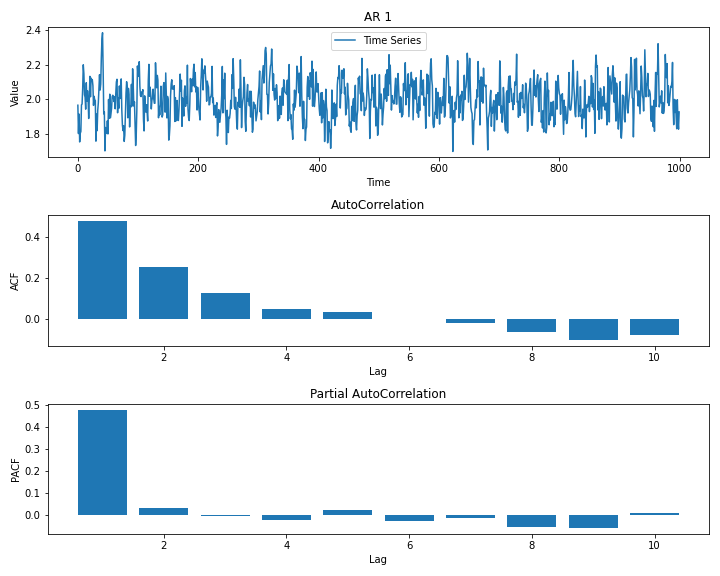 AR 1
Time Series
Value
2.4
2.2
2.0
1.8
0 200 400 600 800 1000
Time
AutoCorrelation
ACF
0.4
0.2
0.0
2 4 6 8 10
Lag
Partial AutoCorrelation
PACF
0.5
0.4
0.3
0.2
0.1
0.0
2 4 6 8 10
Lag